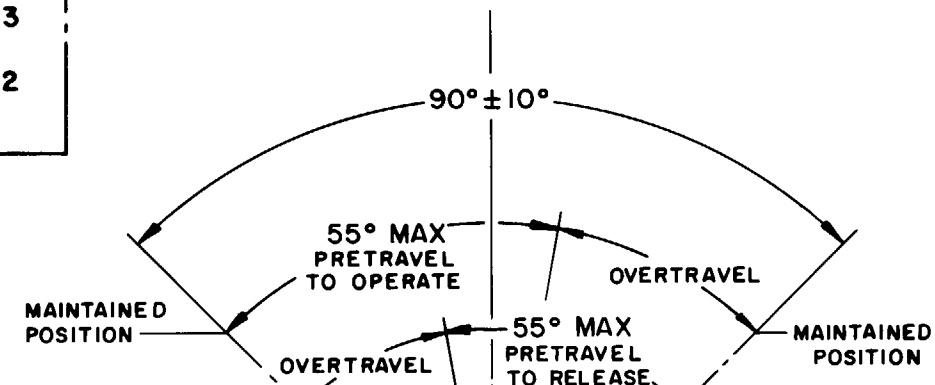 3
2
90° ± 10°
55° MAX
PRETRAVEL
TO OPERATE
OVERTRAVEL
MAINTAINED
POSITION
55° MAX
PRETRAVEL
TO RELEASE
OVERTRAVEL
MAINTAINED
POSITION